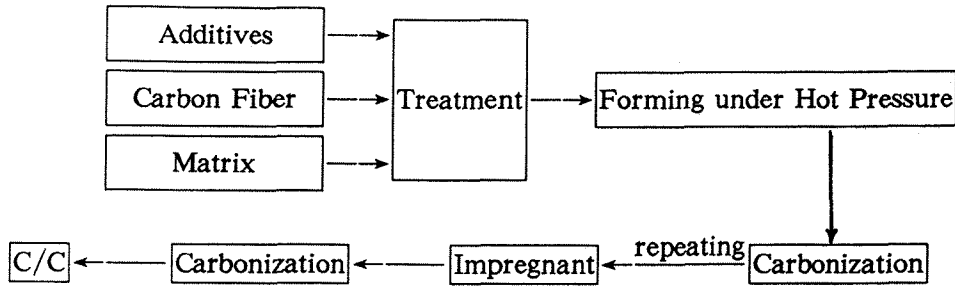 Additives
Carbon Fiber
Matrix
Treatment
Forming under Hot Pressure
Carbonization
repeating
Impregnant
Carbonization
C/C